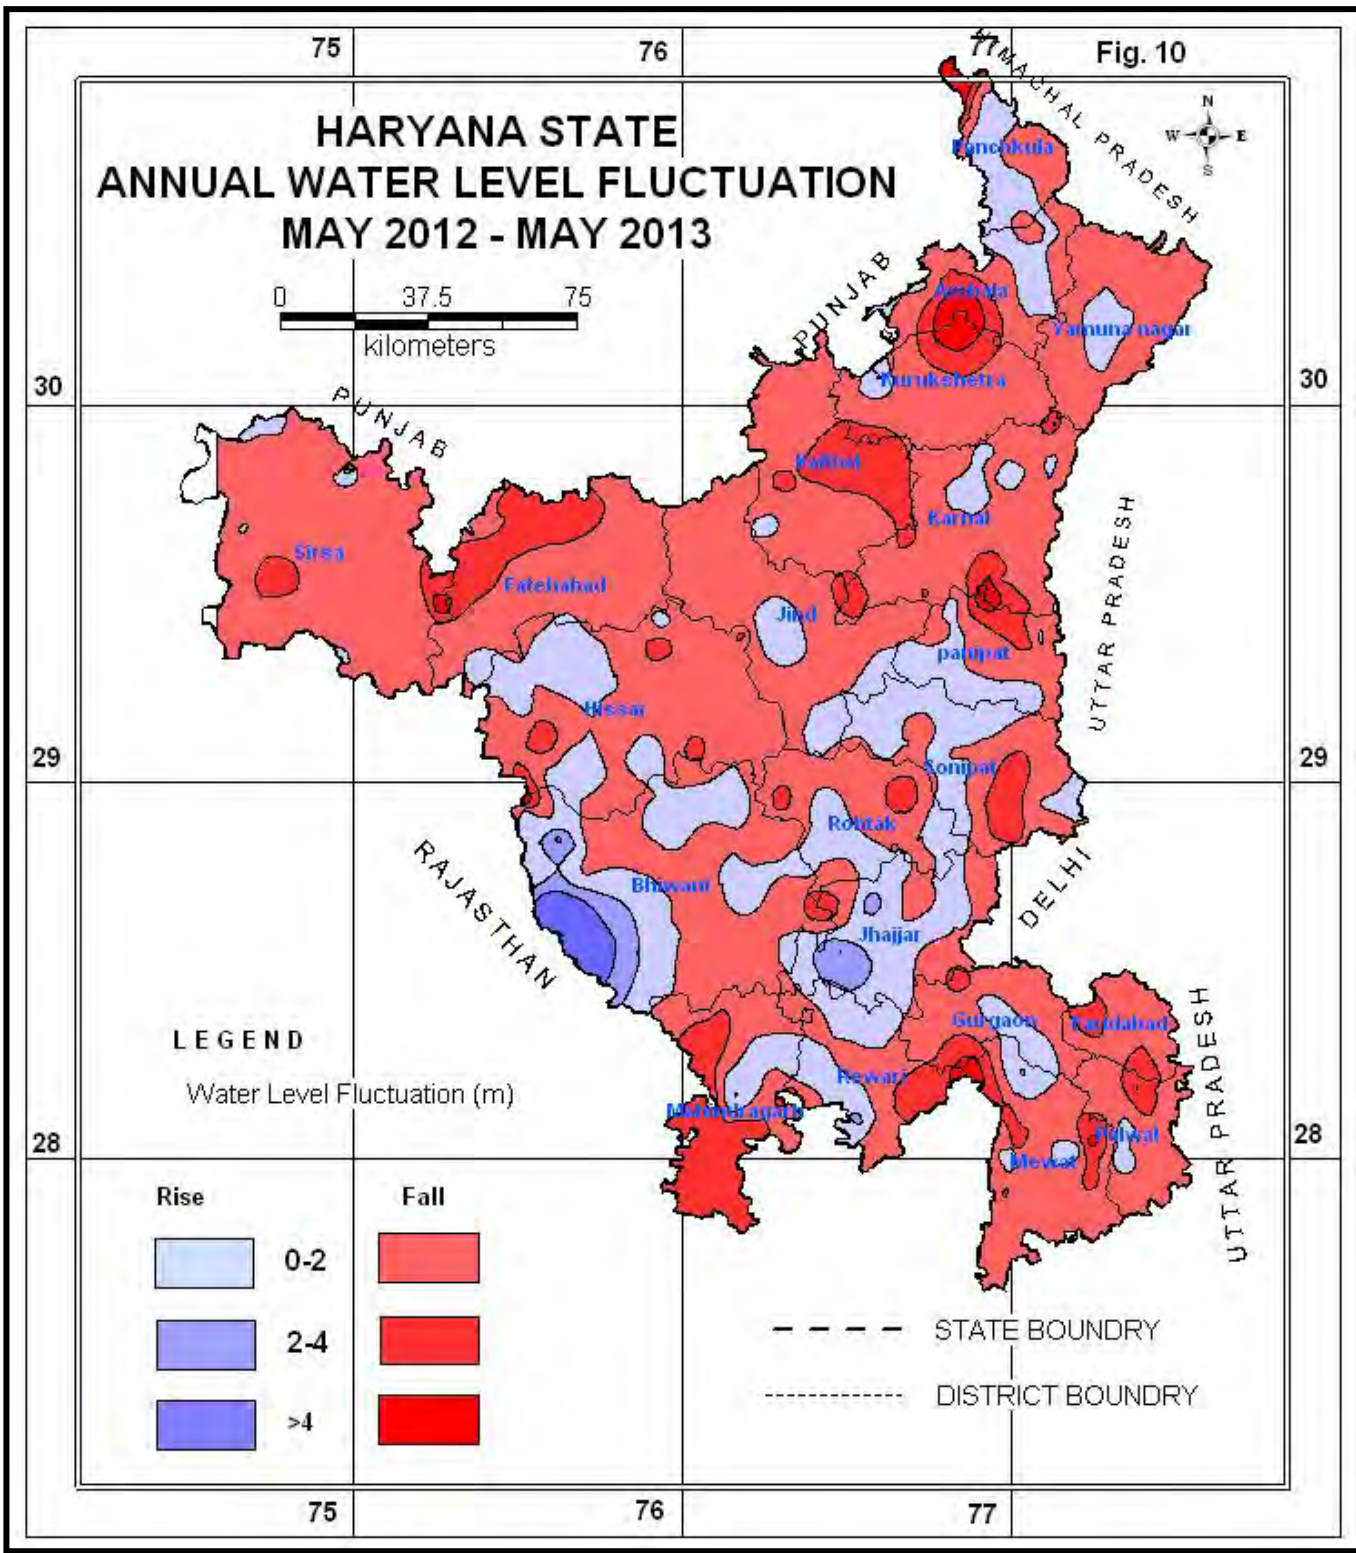 75
76
77
Fig. 10
HIMACHAL PRADESH
HARYANA STATE
ANNUAL WATER LEVEL FLUCTUATION
MAY 2012 - MAY 2013
N
W E
S
0 37.5 75
kilometers
Panchkula
PUNJAB
Ambala
Yamuna nagar
Kurukshetra
30
30
PUNJAB
Kaithal
Karnal
UTTAR PRADESH
Sirsa
Fatehabad
Jind
panipat
Hissar
29
29
Sonipat
Rohtak
RAJASTHAN
Bhiwani
DELHI
Jhajjar
Gurgaon
Faridabad
UTTAR PRADESH
LEGEND
Water Level Fluctuation (m)
Rewari
Mahindragarh
Palwal
Mewat
28
28
Rise
Fall
0-2
2-4
>4
STATE BOUNDRY
DISTRICT BOUNDRY
75
76
77